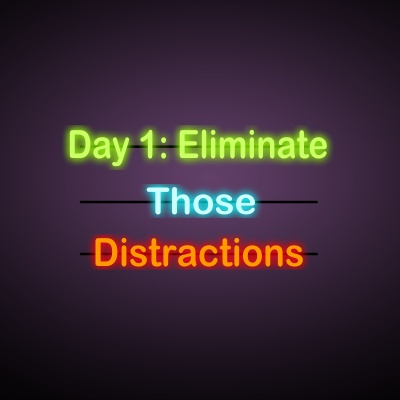 Day 1: Eliminate
Those
Distractions